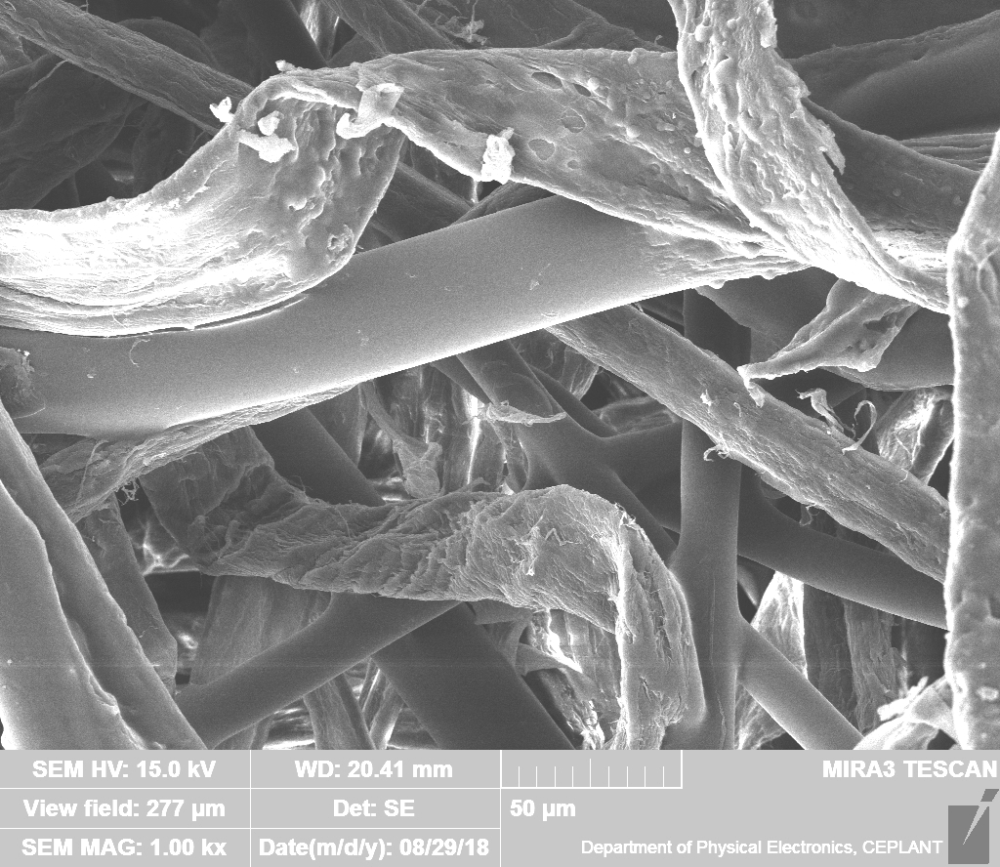 SEM HV: 15.0 kV
WD: 20.41 mm
MIRA3 TESCAN
View field: 277 µm
Det: SE
50 µm
SEM MAG: 1.00 kx
Date(m/d/y): 08/29/18
Department of Physical Electronics, CEPLANT